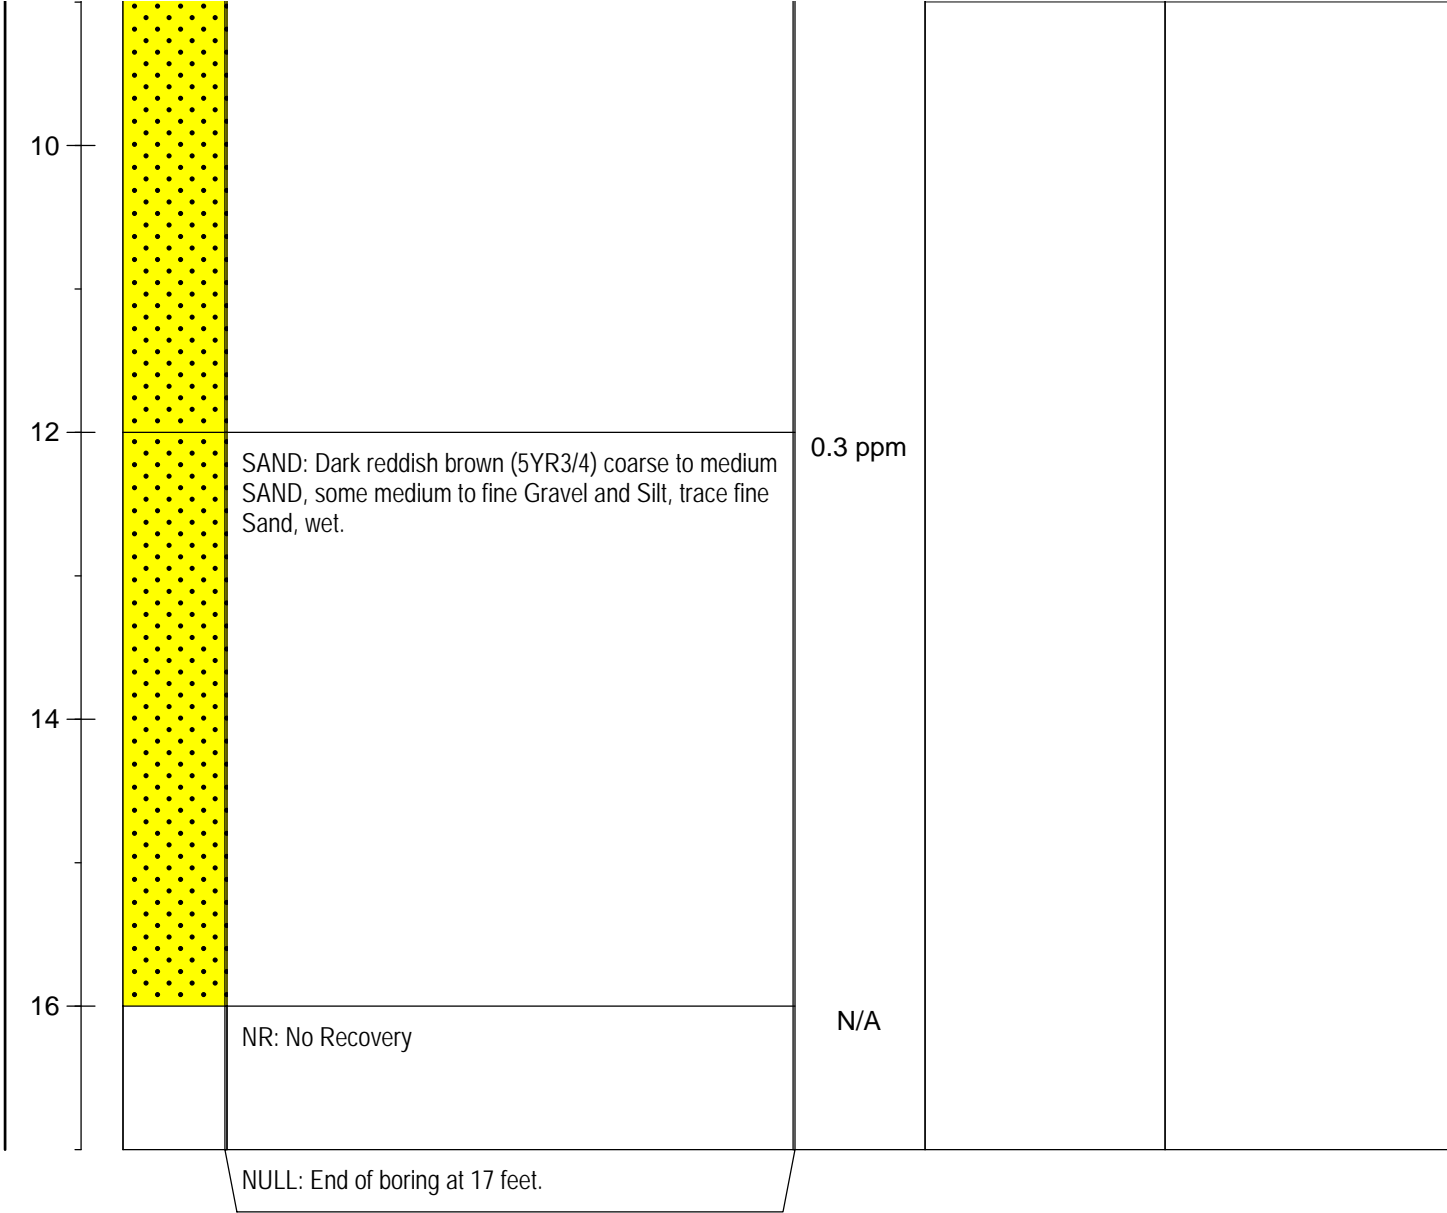 10
12
SAND: Dark reddish brown (5YR3/4) coarse to medium
SAND, some medium to fine Gravel and Silt, trace fine
Sand, wet.
0.3 ppm
14
16
NR: No Recovery
N/A
NULL: End of boring at 17 feet.